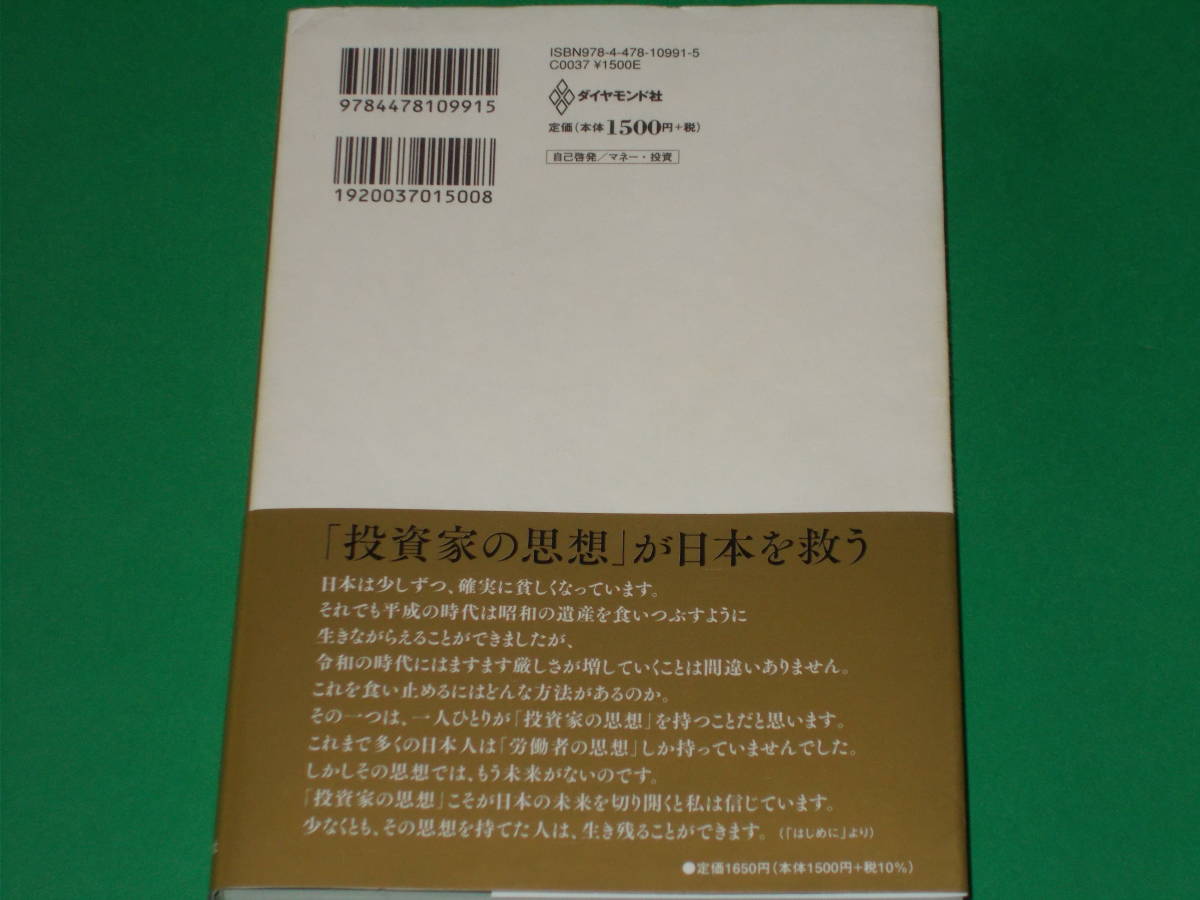 9784478109915
1920037015008
ISBN978-4-478-10991-5
C0037 ¥1500E
ダイヤモンド社
定価(本体1500円+税)
自己啓発/マネー・投資
「投資家の思想」が日本を救う
日本は少しずつ、確実に貧しくなっています。
それでも平成の時代は昭和の遺産を食いつぶすように
生きながらえることができましたが、
令和の時代にはますます厳しさが増していくことは間違いありません。
これを食い止めるにはどんな方法があるのか。
その一つは、一人ひとりが「投資家の思想」を持つことだと思います。
これまで多くの日本人は「労働者の思想」しか持っていませんでした。
しかしその思想では、もう未来がないのです。
「投資家の思想」こそが日本の未来を切り開くと私は信じています。
少なくとも、その思想を持てた人は、生き残ることができます。(「はじめに」より)
●定価1650円(本体1500円+税10%)